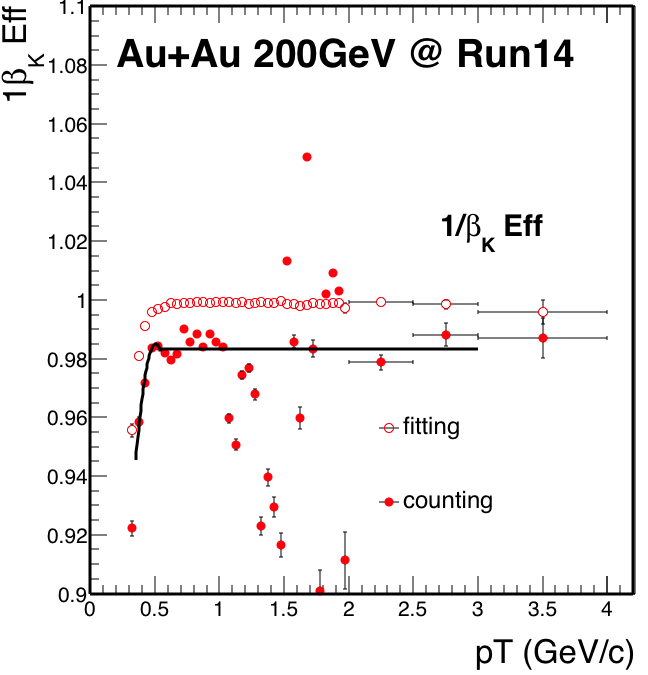 1β_K Eff
1.1
1.08
1.06
1.04
1.02
1
0.98
0.96
0.94
0.92
0.9
Au+Au 200GeV @ Run14
1/β_K Eff
fitting
counting
0 0.5 1 1.5 2 2.5 3 3.5 4
pT (GeV/c)